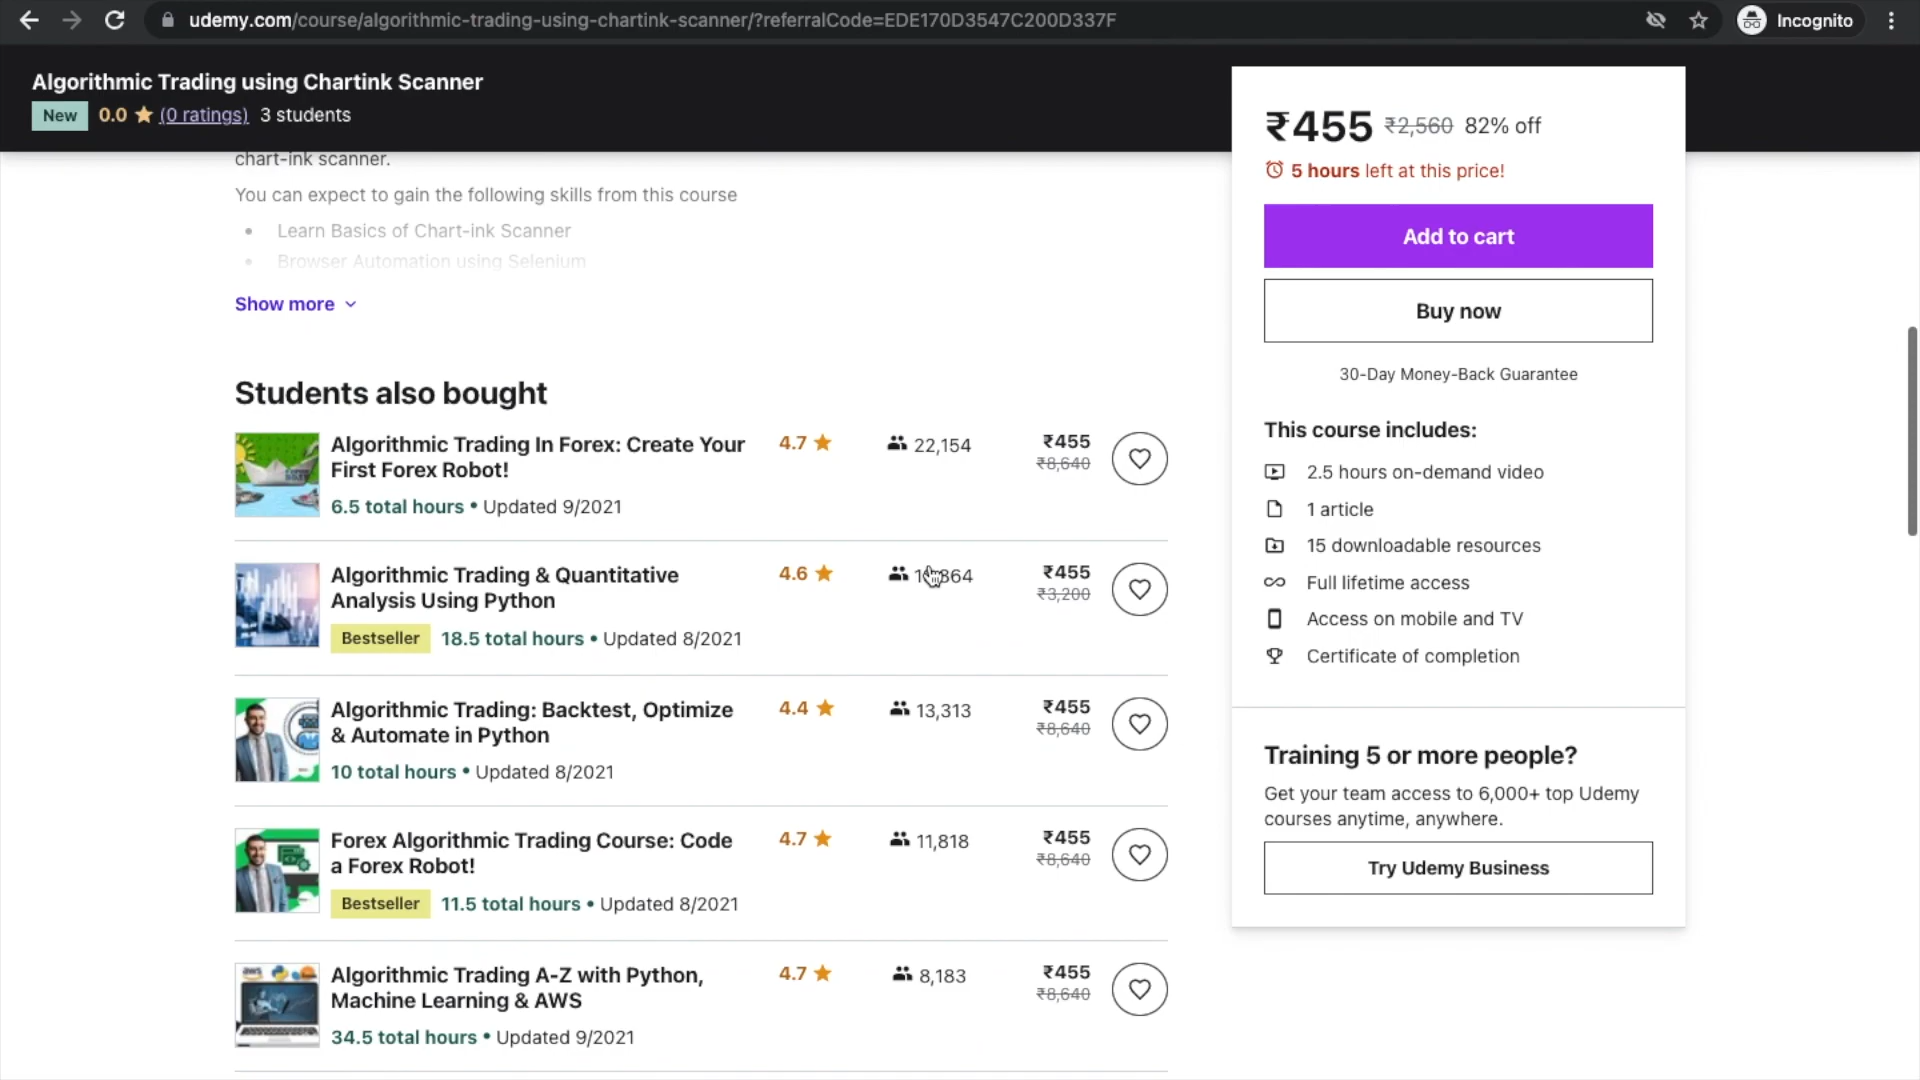 udemy.com/course/algorithmic-trading-using-chartink-scanner/?referralCode=EDE170D3547C200D337F
Incognito
Algorithmic Trading using Chartink Scanner
New 0.0 (0 ratings) 3 students
chart-ink scanner.
You can expect to gain the following skills from this course
• Learn Basics of Chart-ink Scanner
• Browser Automation using Selenium
Show more
Students also bought
Algorithmic Trading In Forex: Create Your
First Forex Robot!
4.7 22,154 ₹455
₹8,640
6.5 total hours • Updated 9/2021
Algorithmic Trading & Quantitative
Analysis Using Python
4.6 ₹455
₹3,200
Bestseller 18.5 total hours • Updated 8/2021
Algorithmic Trading: Backtest, Optimize
& Automate in Python
4.4 13,313 ₹455
₹8,640
10 total hours • Updated 8/2021
Forex Algorithmic Trading Course: Code
a Forex Robot!
4.7 11,818 ₹455
₹8,640
Bestseller 11.5 total hours • Updated 8/2021
Algorithmic Trading A-Z with Python,
Machine Learning & AWS
4.7 8,183 ₹455
₹8,640
34.5 total hours • Updated 9/2021
₹455 ₹2,560 82% off
5 hours left at this price!
Add to cart
Buy now
30-Day Money-Back Guarantee
This course includes:
2.5 hours on-demand video
1 article
15 downloadable resources
Full lifetime access
Access on mobile and TV
Certificate of completion
Training 5 or more people?
Get your team access to 6,000+ top Udemy
courses anytime, anywhere.
Try Udemy Business